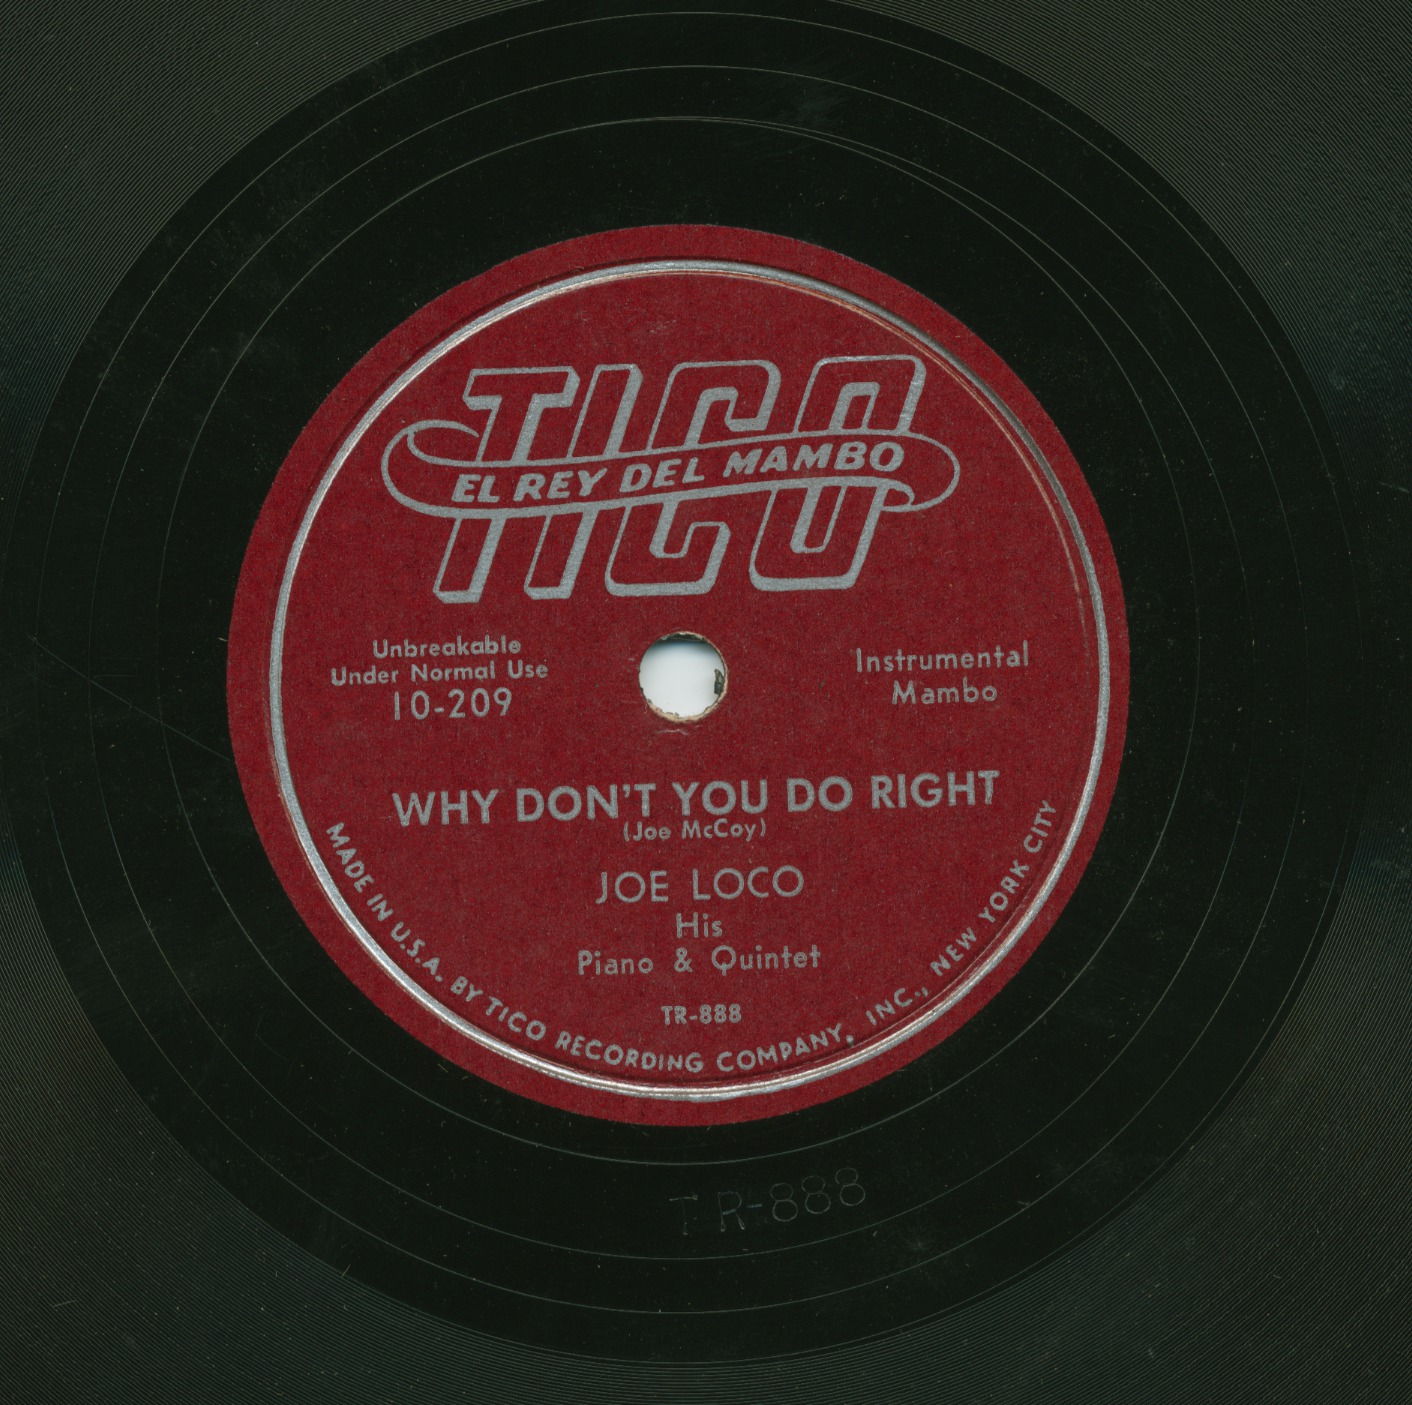 TICO
EL REY DEL MAMBO
Unbreakable
Under Normal Use
10-209
Instrumental
Mambo
WHY DON'T YOU DO RIGHT
(Joe McCoy)
JOE LOCO
His
Piano & Quintet
TR-888
MADE IN U.S.A. BY TICO RECORDING COMPANY, INC., NEW YORK CITY
TR-888